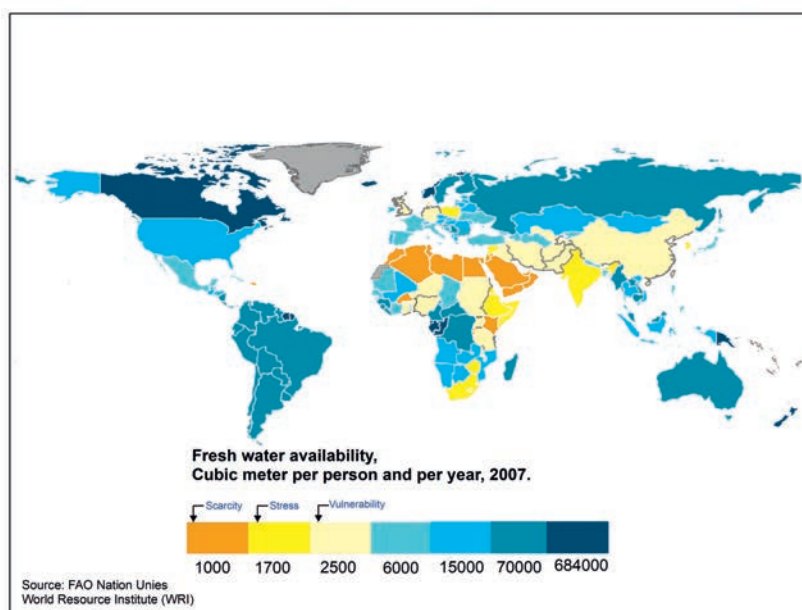 Fresh water availability,
Cubic meter per person and per year, 2007.
Scarcity Stress Vulnerability
1000 1700 2500 6000 15000 70000 684000
Source: FAO Nation Unies
World Resource Institute (WRI)